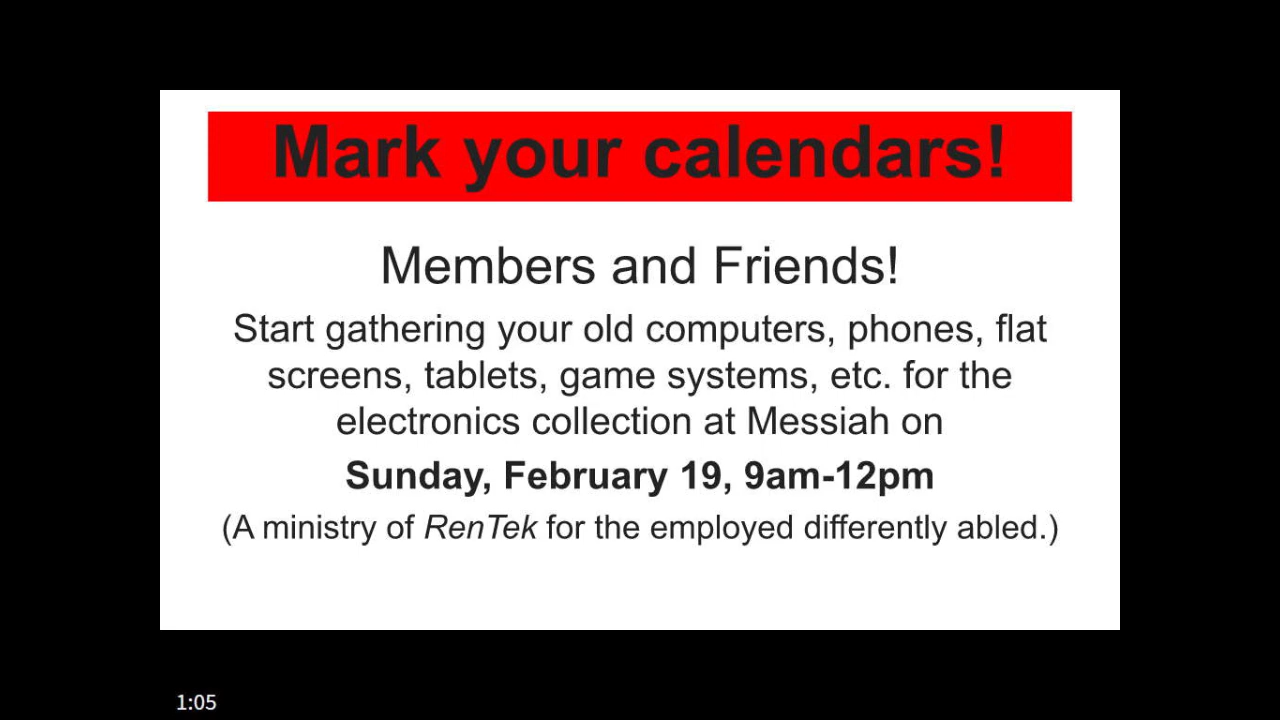 Mark your calendars!
Members and Friends!
Start gathering your old computers, phones, flat
screens, tablets, game systems, etc. for the
electronics collection at Messiah on
Sunday, February 19, 9am-12pm
(A ministry of RenTek for the employed differently abled.)
1:05